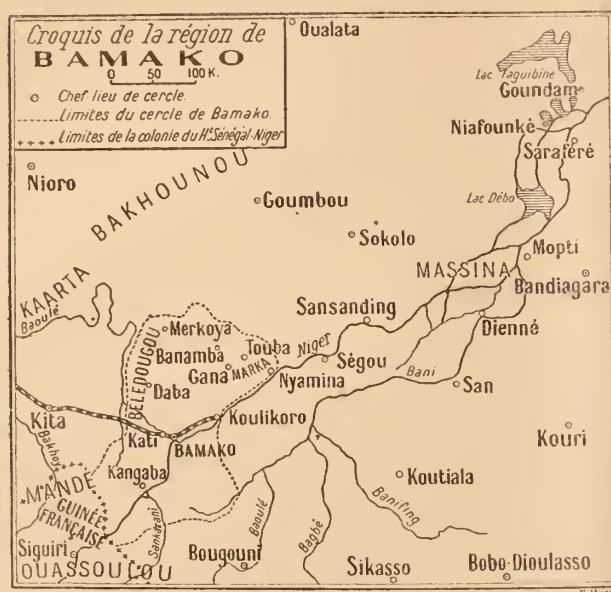 Croquis de la région de
BAMAKO
0 50 100 K.
Chef lieu de cercle.
Limites du cercle de Bamako.
Limites de la colonie du Ht Sénégal-Niger
Oualata
Lac Faguibine
Goundam
Niafounké
Saraféré
Nioro
BAKHOUNOU
Goumbou
Sokolo
Lac Débo
MASSINA
Mopti
Bandiagara
KAARTA
Baoulé
Merkoya
Sansanding
Dienné
Banamba
Touba
Niger
Ségou
Gana
MARKA
Nyamina
Bani
San
BELEDOUGOU
Daba
Kita
Koulikoro
Kati
BAMAKO
Kouri
Bakhoy
Kangaba
Koutiala
MANDÉ
GUINÉE
FRANÇAISE
Sankarani
Baoulé
Bagbé
Banifing
Siguiri
OUASSOULOU
Bougouni
Sikasso
Bobo-Dioulasso